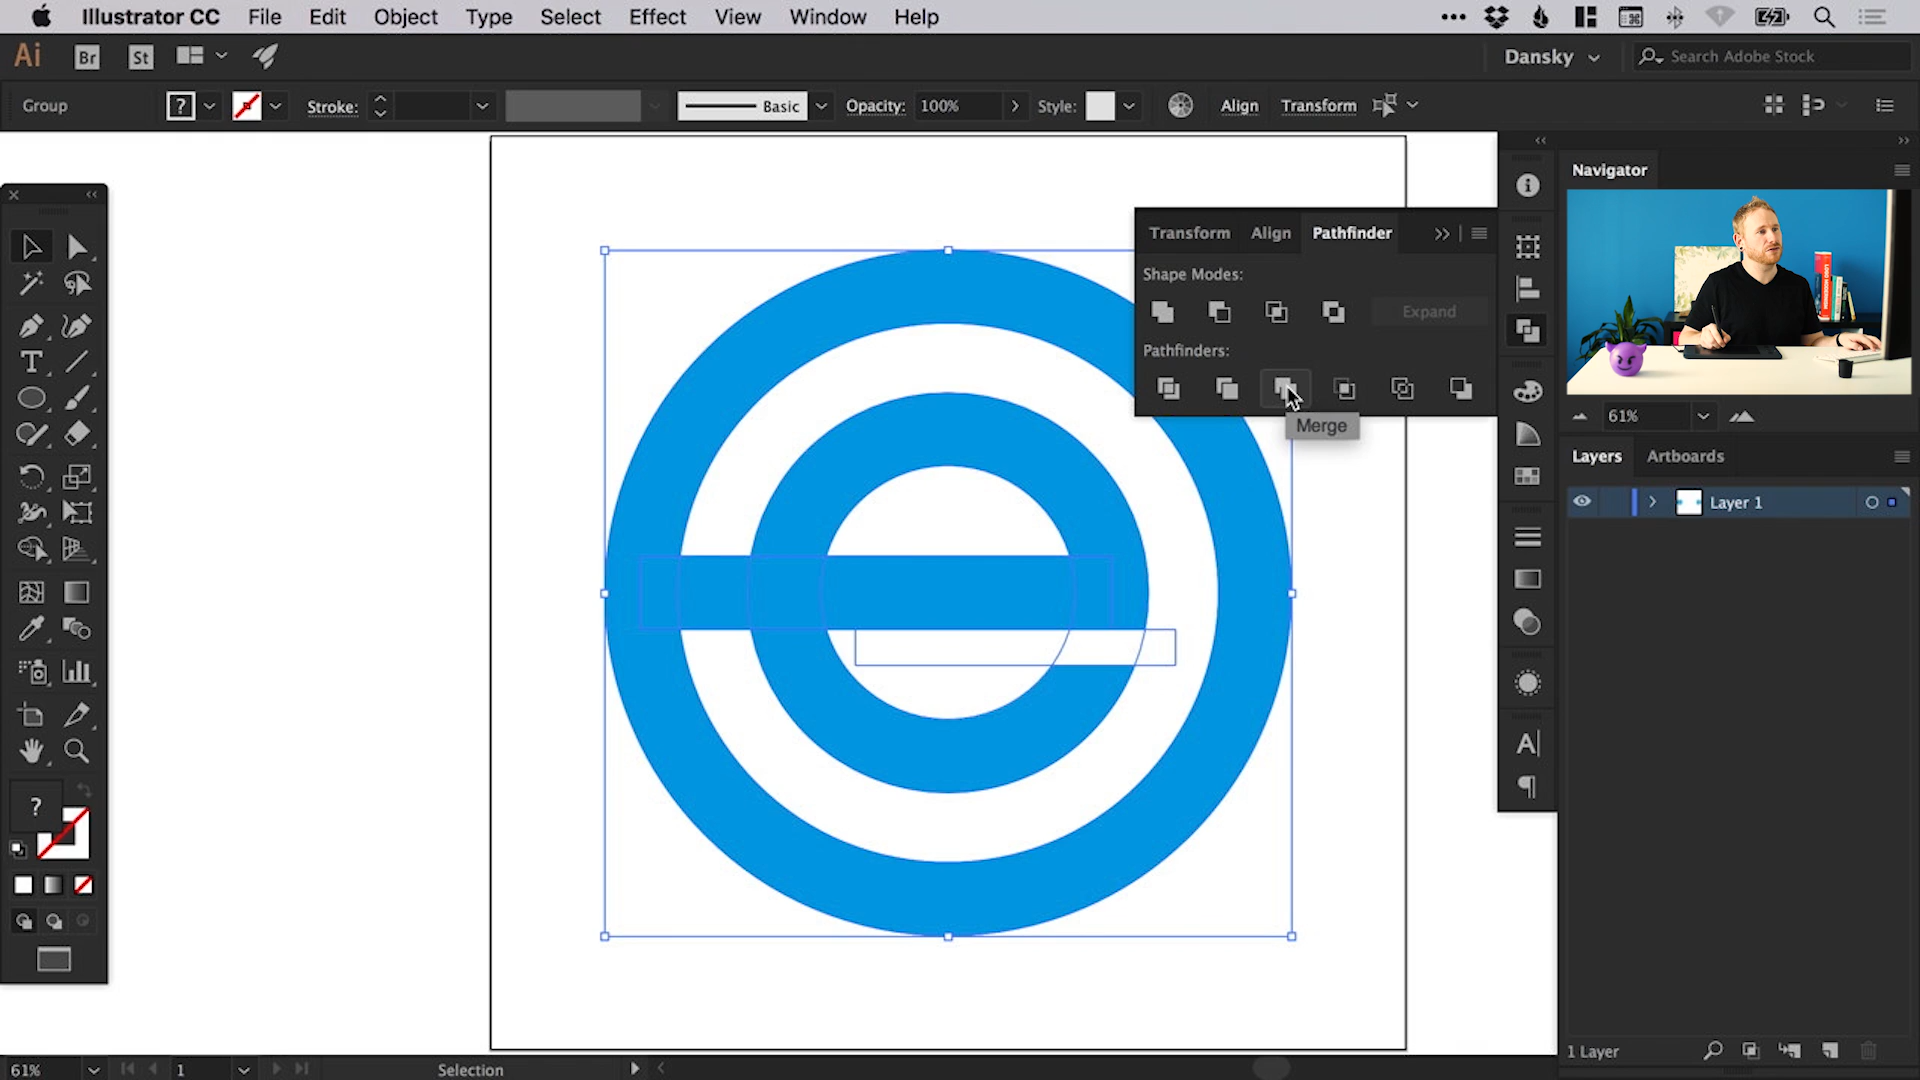 Illustrator CC File Edit Object Type Select Effect View Window Help
Ai Br St Dansky Search Adobe Stock
Group ? Stroke: Basic Opacity: 100% Style: Align Transform
Navigator
Transform Align Pathfinder
Shape Modes:
Expand
Pathfinders:
Merge
61%
Layers Artboards
Layer 1
?
1 Layer
61% 1 Selection